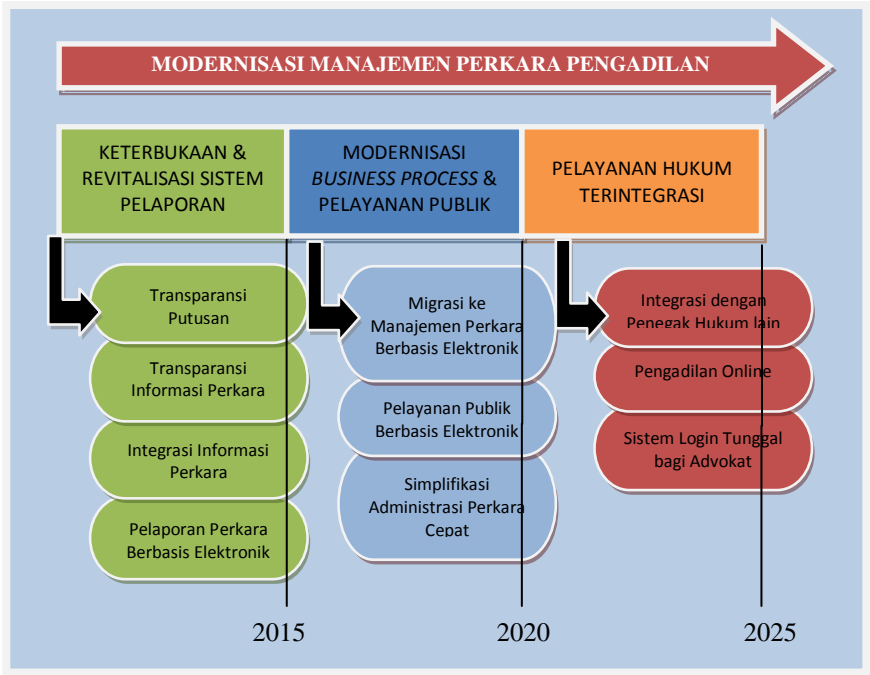 MODERNISASI MANAJEMEN PERKARA PENGADILAN
KETERBUKAAN &
REVITALISASI SISTEM
PELAPORAN
MODERNISASI
BUSINESS PROCESS &
PELAYANAN PUBLIK
PELAYANAN HUKUM
TERINTEGRASI
Transparansi
Putusan
Transparansi
Informasi Perkara
Integrasi Informasi
Perkara
Pelaporan Perkara
Berbasis Elektronik
Migrasi ke
Manajemen Perkara
Berbasis Elektronik
Pelayanan Publik
Berbasis Elektronik
Simplifikasi
Administrasi Perkara
Cepat
Integrasi dengan
Penegak Hukum lain
Pengadilan Online
Sistem Login Tunggal
bagi Advokat
2015
2020
2025